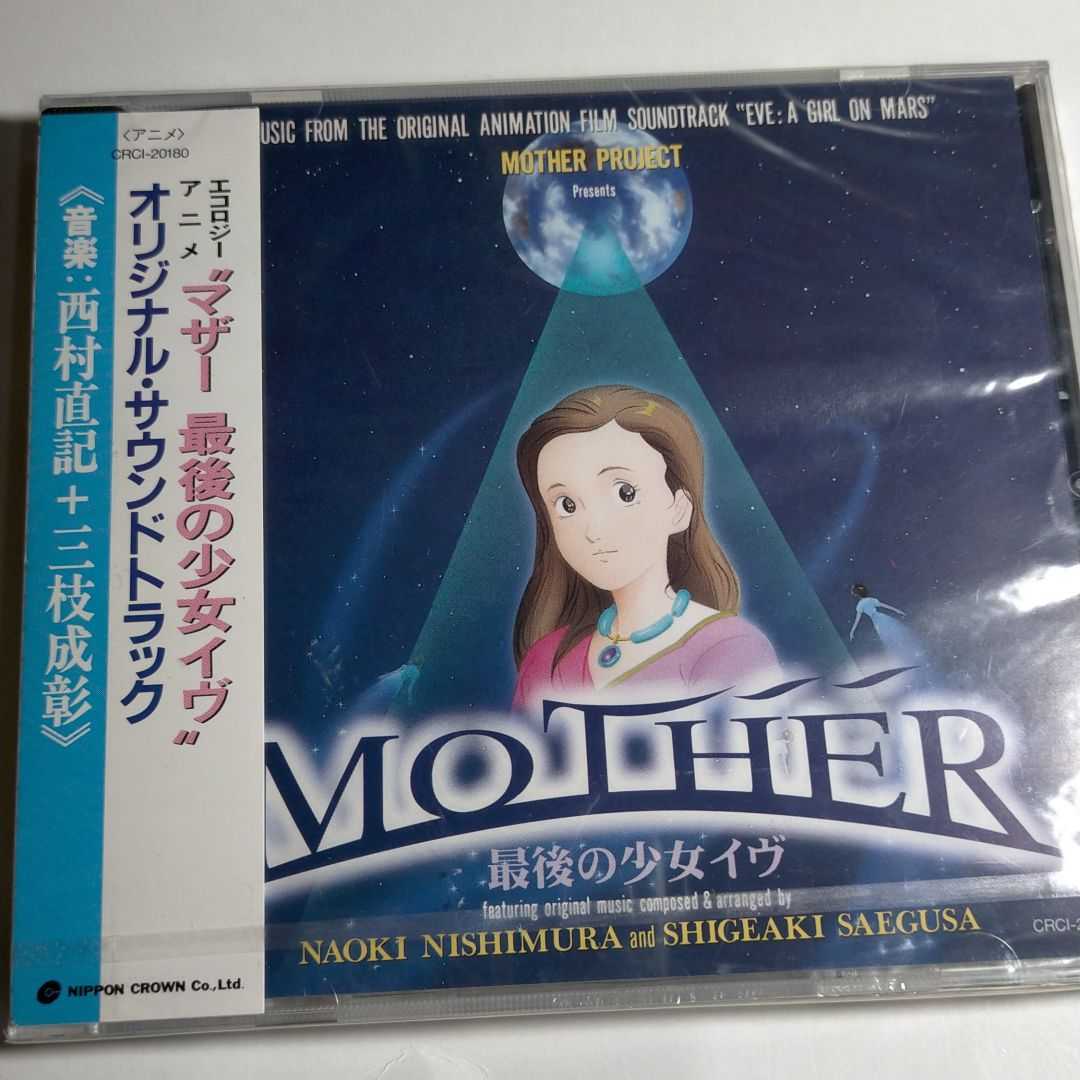 〈アニメ〉
CRCI-20180
エコロジー
アニメ
“マザー 最後の少女イヴ”
オリジナル・サウンドトラック
《音楽:西村直記+三枝成彰》
NIPPON CROWN Co., Ltd.
USIC FROM THE ORIGINAL ANIMATION FILM SOUNDTRACK "EVE: A GIRL ON MARS"
MOTHER PROJECT
Presents
MOTHER
最後の少女イヴ
featuring original music composed & arranged by
NAOKI NISHIMURA and SHIGEAKI SAEGUSA
CRCI-2